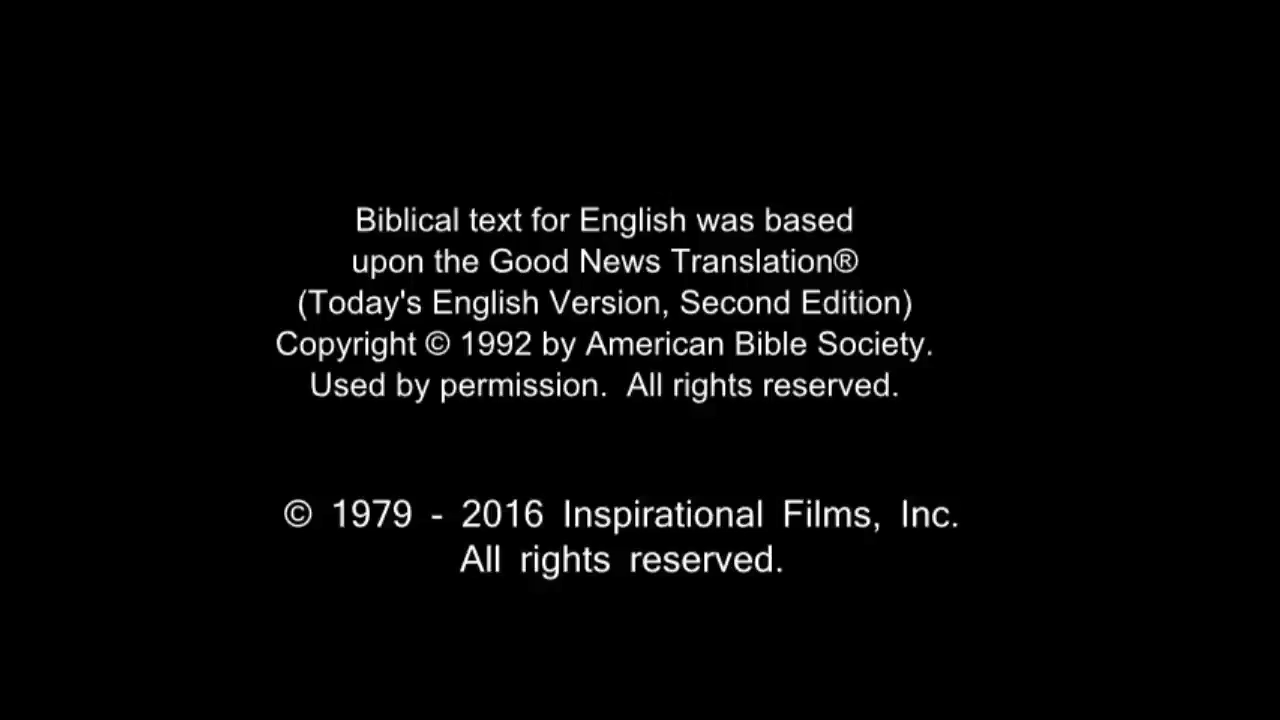 Biblical text for English was based
upon the Good News Translation®
(Today's English Version, Second Edition)
Copyright © 1992 by American Bible Society.
Used by permission.  All rights reserved.
© 1979 - 2016 Inspirational Films, Inc.
All rights reserved.